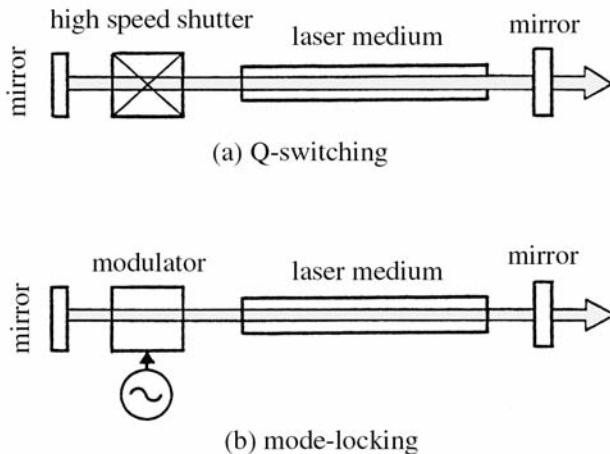 high speed shutter
laser medium
mirror
mirror
(a) Q-switching
modulator
laser medium
mirror
mirror
(b) mode-locking